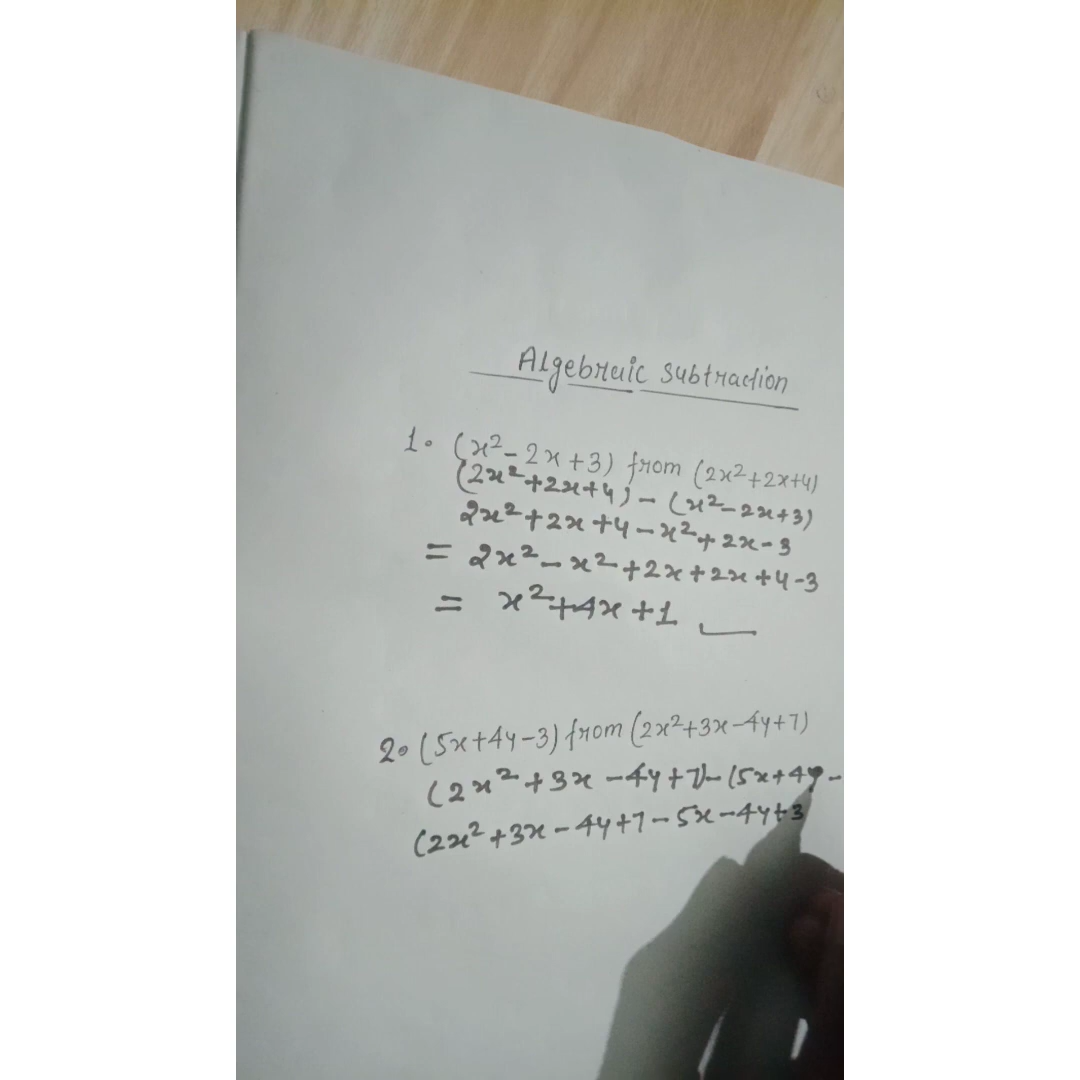 Algebraic subtraction
1. (x² - 2x + 3) from (2x² + 2x + 4)
(2x² + 2x + 4) - (x² - 2x + 3)
2x² + 2x + 4 - x² + 2x - 3
= 2x² - x² + 2x + 2x + 4 - 3
= x² + 4x + 1
2. (5x + 4y - 3) from (2x² + 3x - 4y + 7)
(2x² + 3x - 4y + 7) - (5x + 4y -
(2x² + 3x - 4y + 7 - 5x - 4y + 3